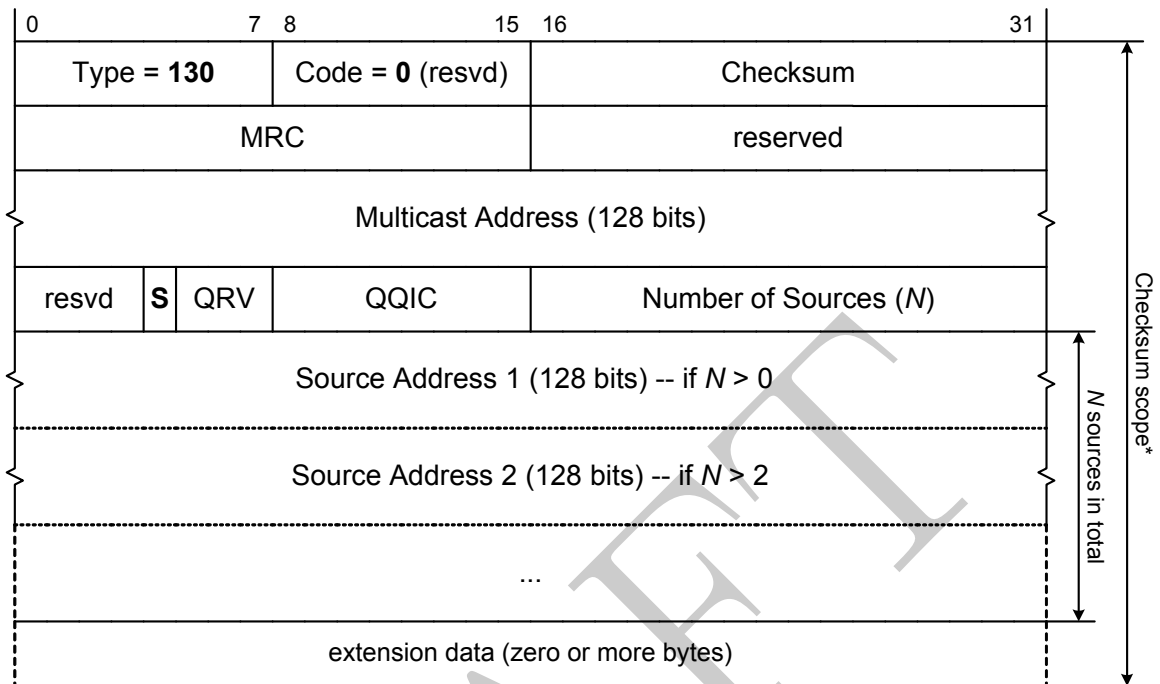 0 7 8 15 16 31
Type = 130 Code = 0 (resvd) Checksum
MRC reserved
Multicast Address (128 bits)
resvd S QRV QQIC Number of Sources (N)
Source Address 1 (128 bits) -- if N > 0
Source Address 2 (128 bits) -- if N > 2
...
extension data (zero or more bytes)
N sources in total
Checksum scope*